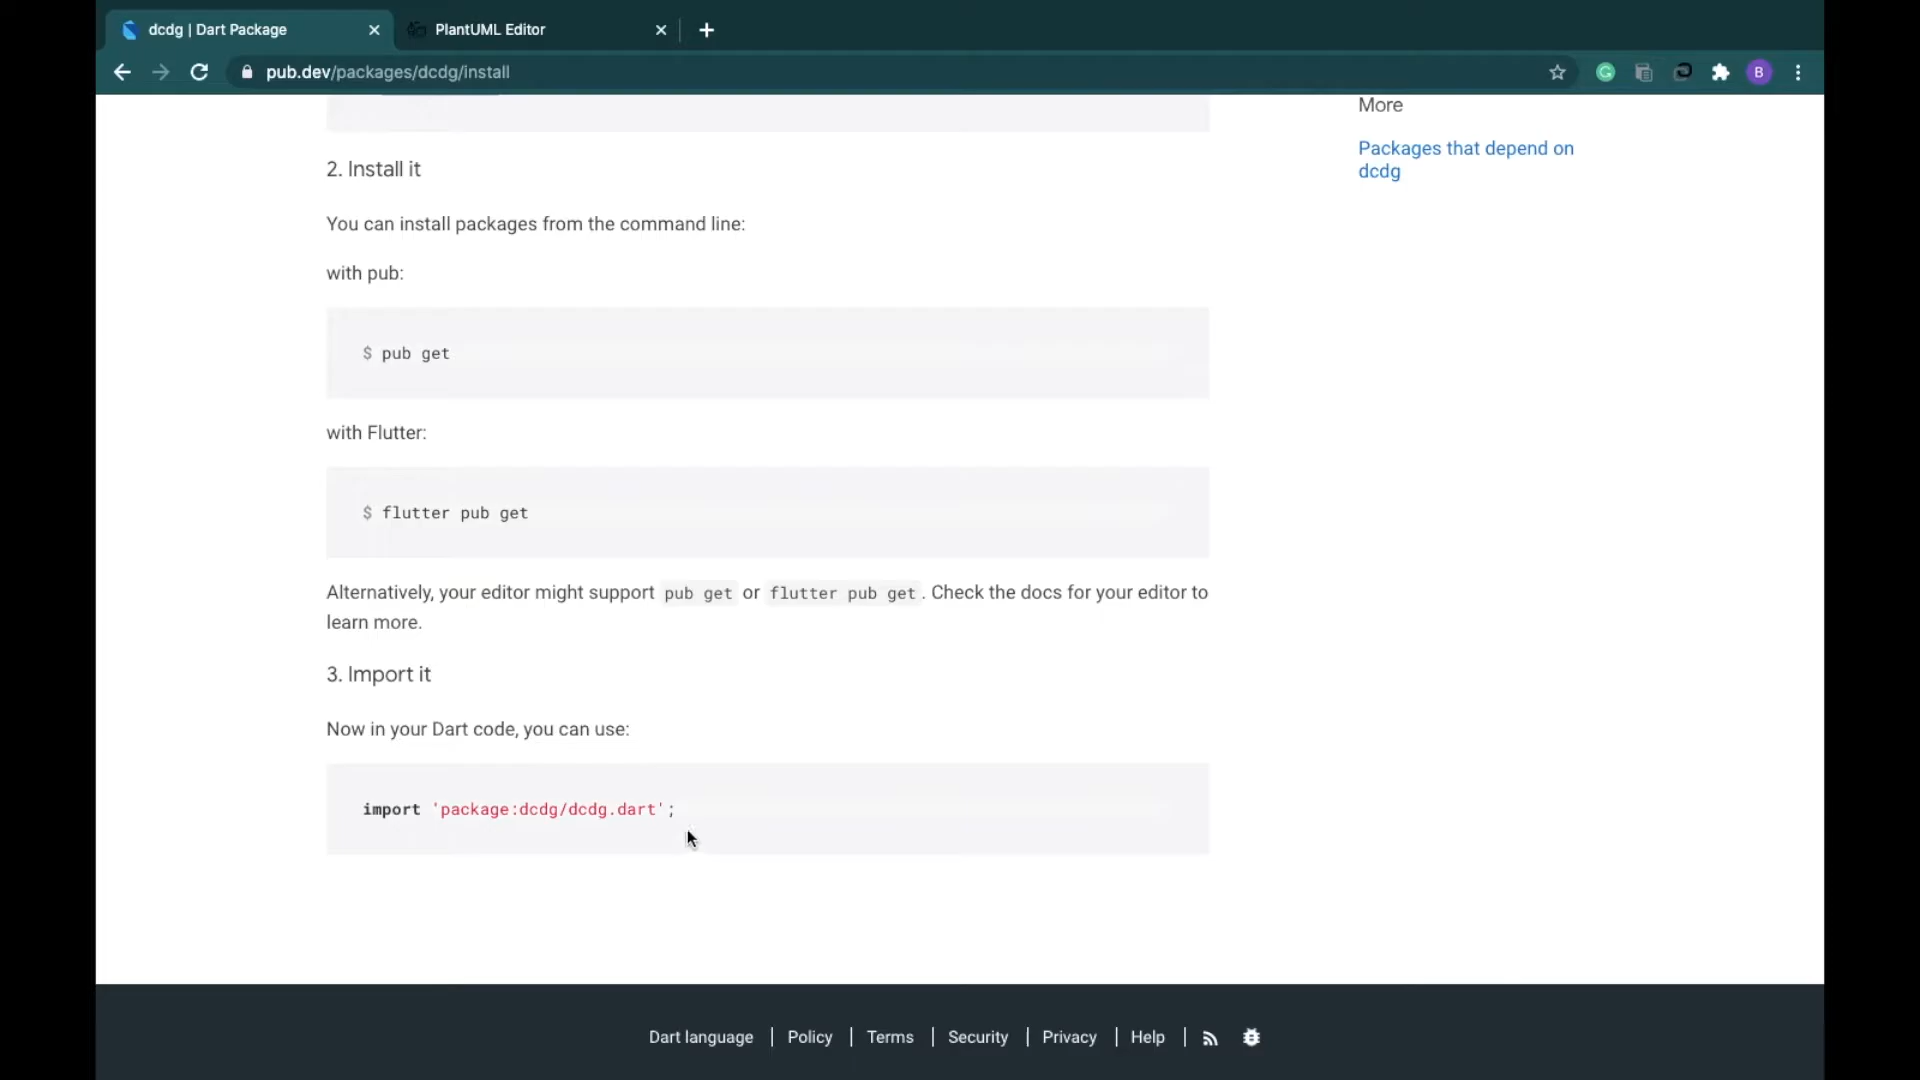 dcdg | Dart Package
PlantUML Editor
pub.dev/packages/dcdg/install
B
More
Packages that depend on
dcdg
2. Install it
You can install packages from the command line:
with pub:
$ pub get
with Flutter:
$ flutter pub get
Alternatively, your editor might support pub get or flutter pub get. Check the docs for your editor to
learn more.
3. Import it
Now in your Dart code, you can use:
import 'package:dcdg/dcdg.dart';
Dart language | Policy | Terms | Security | Privacy | Help |